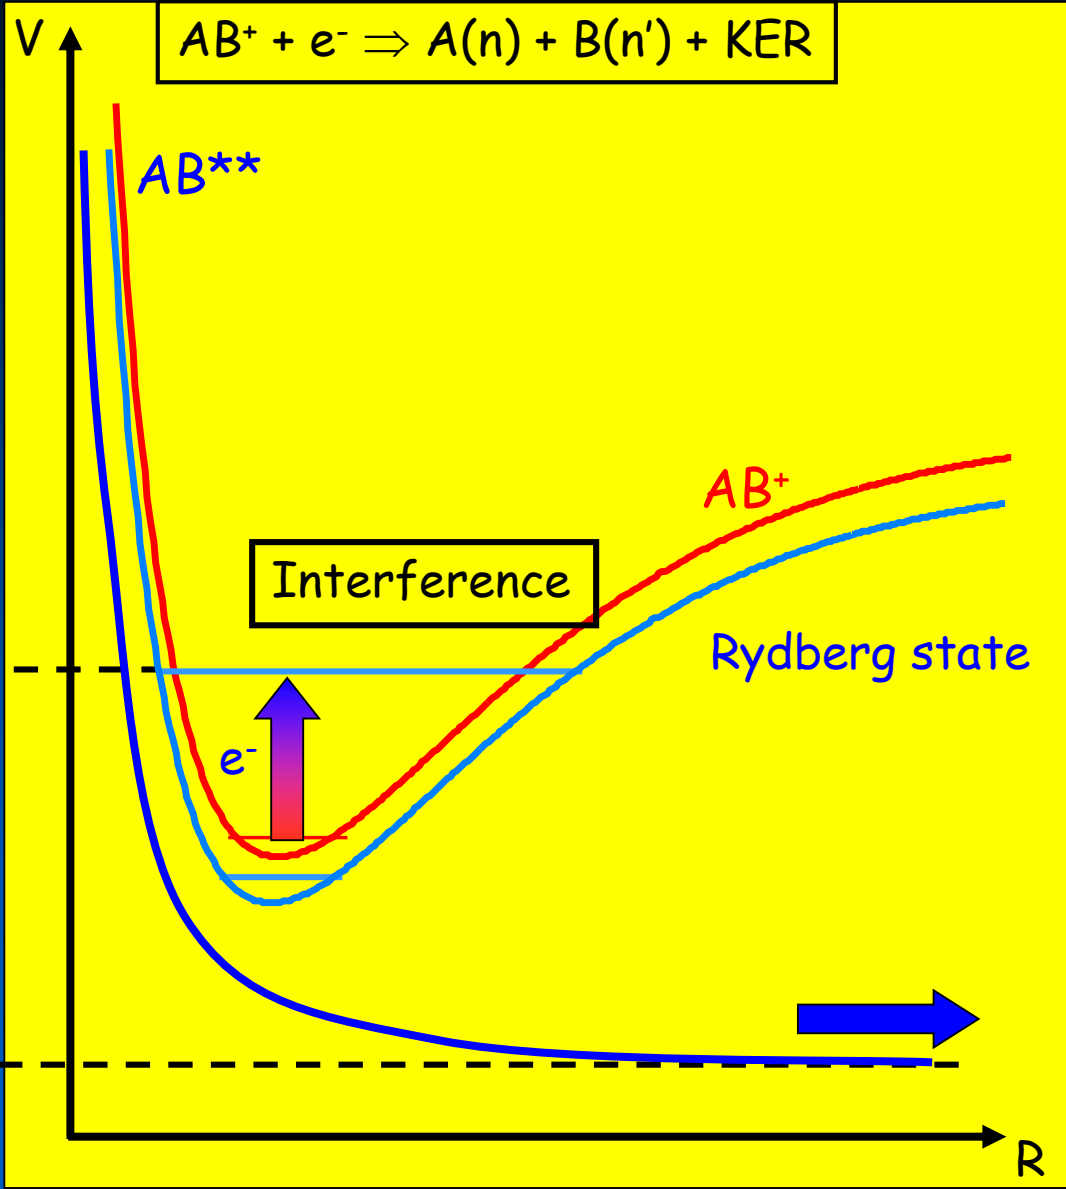 V
AB⁺ + e⁻ ⇒ A(n) + B(n') + KER
AB**
AB⁺
Interference
Rydberg state
e⁻
R